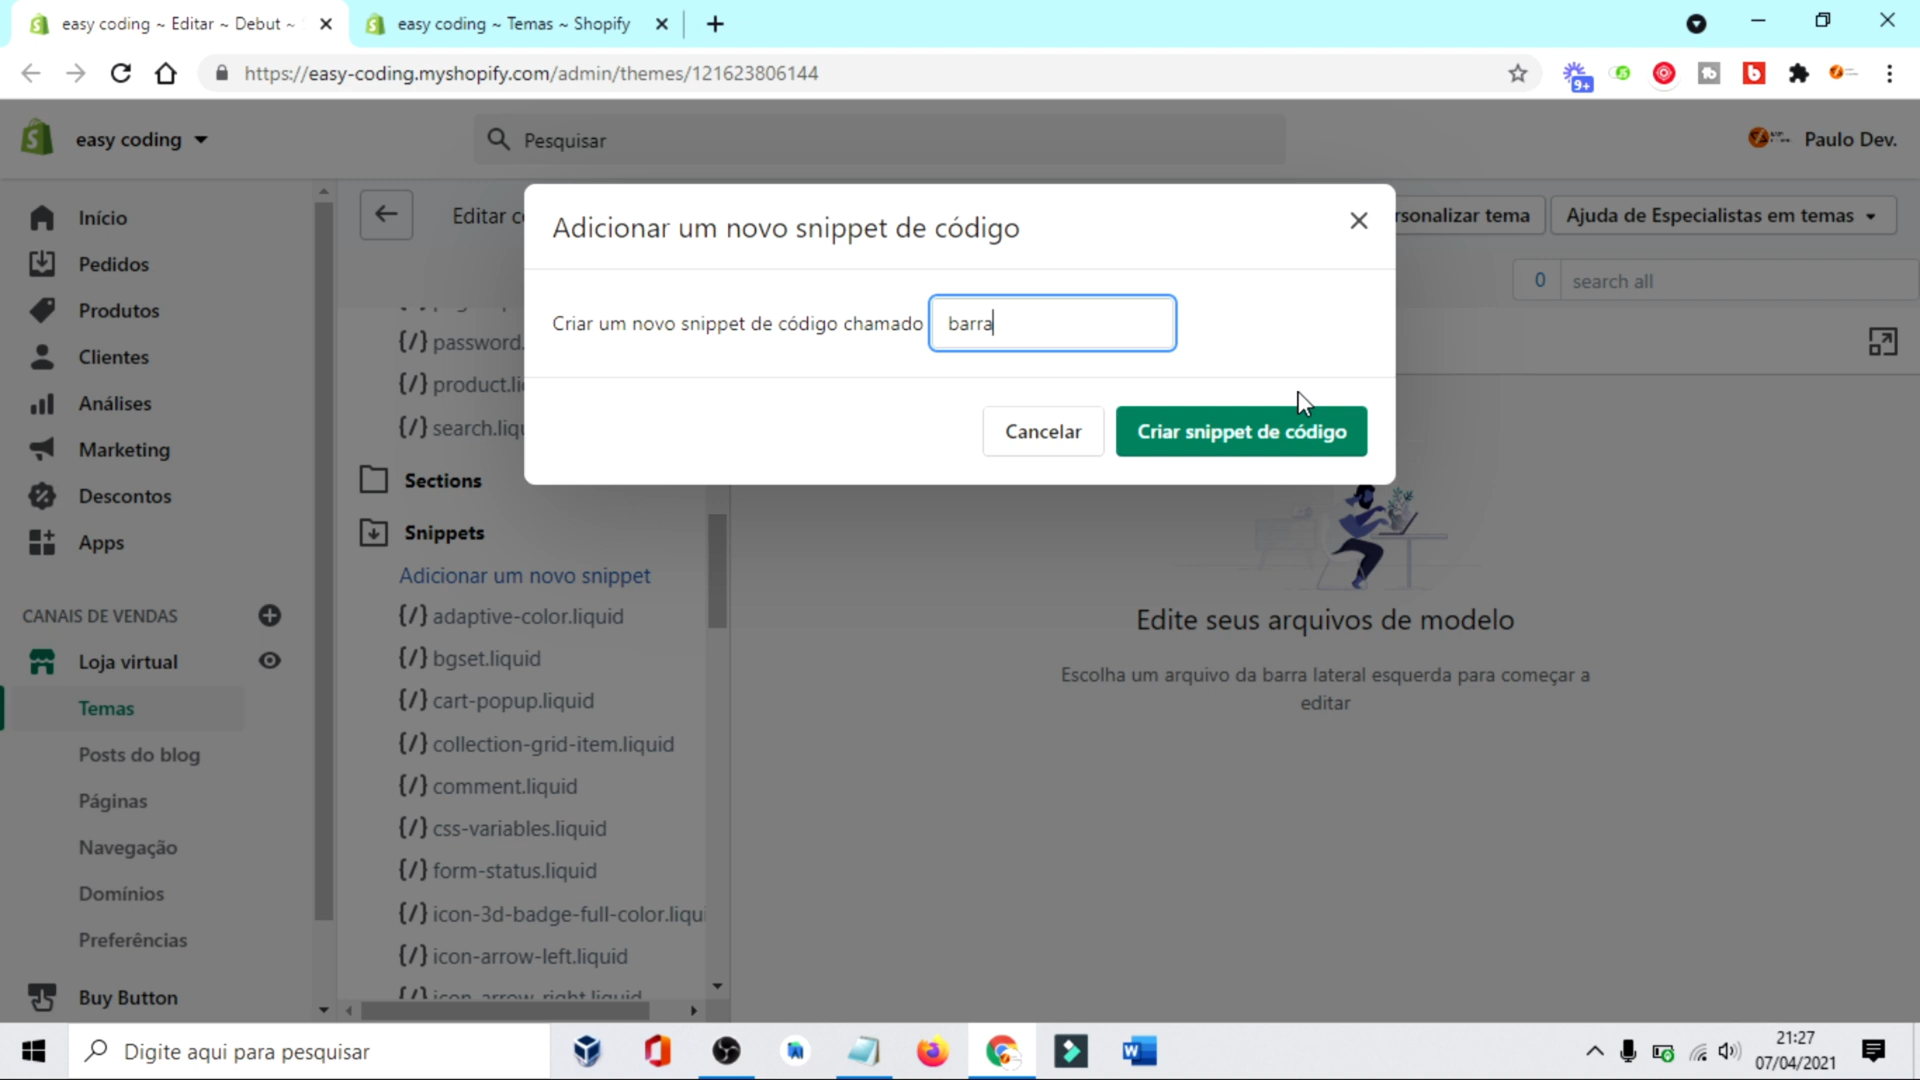 easy coding ~ Editar ~ Debut ~
easy coding ~ Temas ~ Shopify
https://easy-coding.myshopify.com/admin/themes/121623806144
9+
easy coding
Pesquisar
Paulo Dev.
Início
Pedidos
Produtos
Clientes
Análises
Marketing
Descontos
Apps
CANAIS DE VENDAS
Loja virtual
Temas
Posts do blog
Páginas
Navegação
Domínios
Preferências
Buy Button
Editar c
rsonalizar tema
Ajuda de Especialistas em temas
0
search all
Adicionar um novo snippet de código
Criar um novo snippet de código chamado
barra
Cancelar
Criar snippet de código
{/} password.
{/} product.li
{/} search.liqu
Sections
Snippets
Adicionar um novo snippet
{/} adaptive-color.liquid
{/} bgset.liquid
{/} cart-popup.liquid
{/} collection-grid-item.liquid
{/} comment.liquid
{/} css-variables.liquid
{/} form-status.liquid
{/} icon-3d-badge-full-color.liqui
{/} icon-arrow-left.liquid
{/} icon-arrow-right.liquid
Edite seus arquivos de modelo
Escolha um arquivo da barra lateral esquerda para começar a
editar
Digite aqui para pesquisar
21:27
07/04/2021